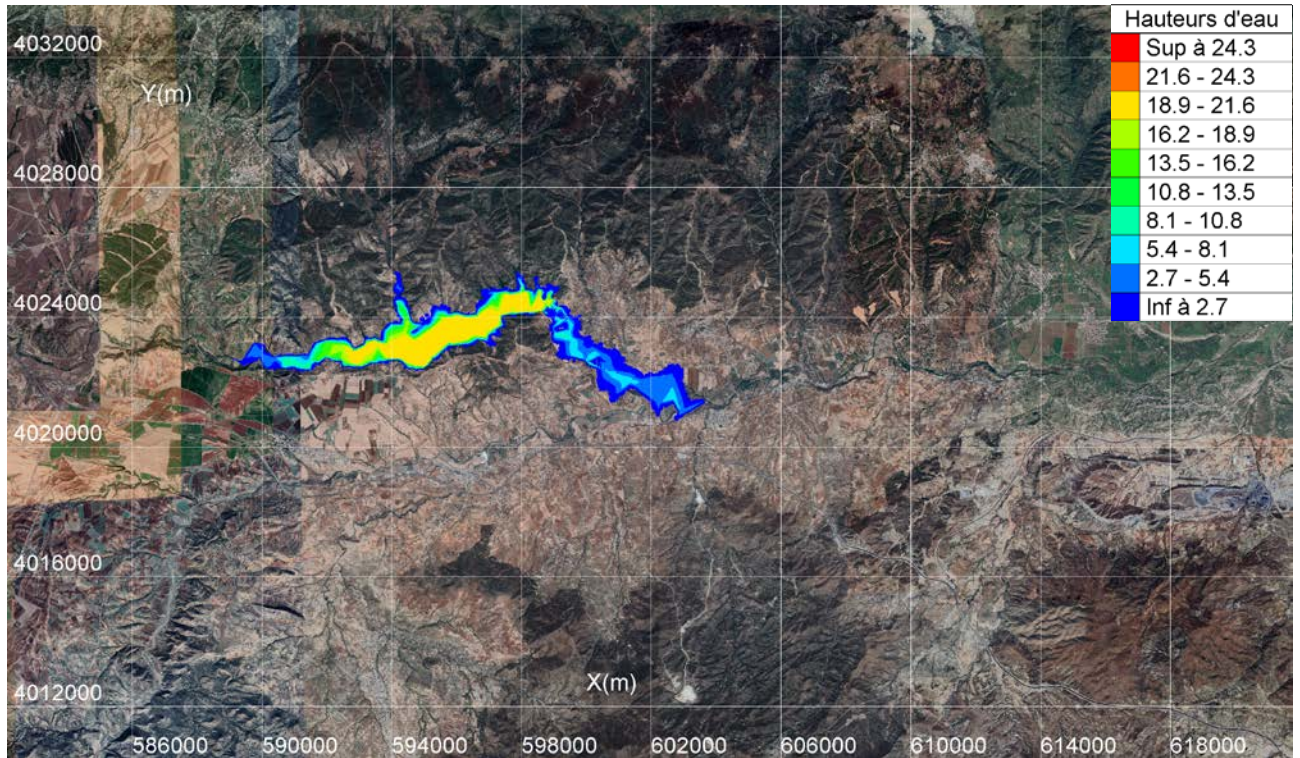 Hauteurs d'eau
Sup à 24.3
21.6 - 24.3
18.9 - 21.6
16.2 - 18.9
13.5 - 16.2
10.8 - 13.5
8.1 - 10.8
5.4 - 8.1
2.7 - 5.4
Inf à 2.7
4032000
Y(m)
4028000
4024000
4020000
4016000
4012000
X(m)
586000 590000 594000 598000 602000 606000 610000 614000 618000